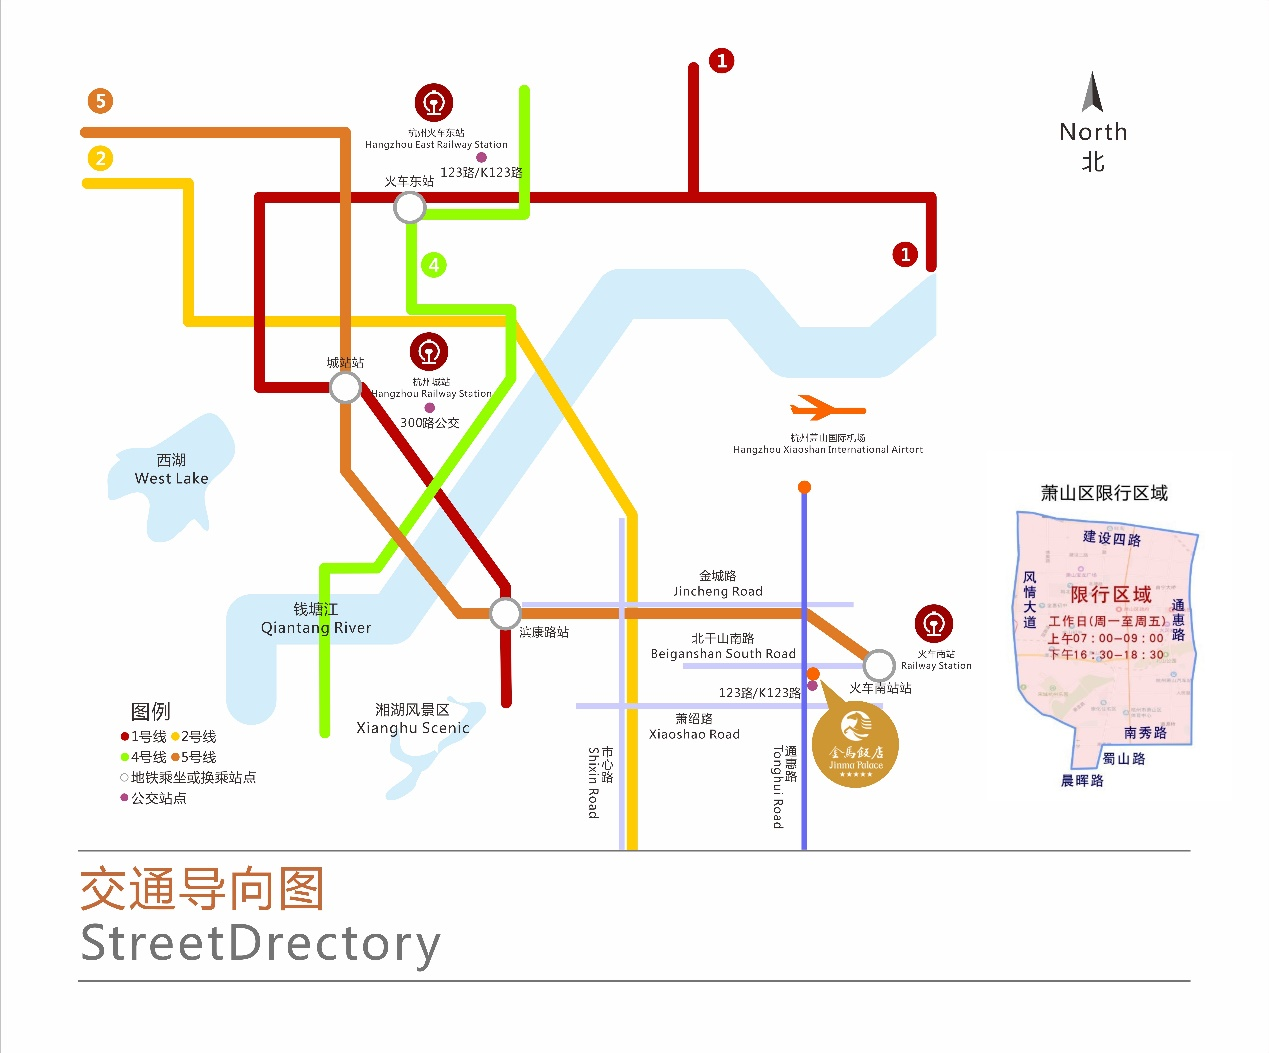 1
5
2
杭州火车东站
Hangzhou East Railway Station
123路/K123路
火车东站
4
1
North
北
城站站
杭州城站
Hangzhou Railway Station
300路公交
西湖
West Lake
杭州萧山国际机场
Hangzhou Xiaoshan International Airtort
钱塘江
Qiantang River
滨康路站
金城路
Jincheng Road
北干山南路
Beiganshan South Road
火车南站
Railway Station
火车南站站
123路/K123路
萧绍路
Xiaoshao Road
湘湖风景区
Xianghu Scenic
市心路
Shixin Road
通惠路
Tonghui Road
金馬飯店
Jinma Palace
★★★★★
图例
1号线 2号线
4号线 5号线
地铁乘坐或换乘站点
公交站点
萧山区限行区域
建设四路
风情大道
限行区域
工作日(周一至周五)
上午07：00-09：00
下午16：30-18：30
通惠路
南秀路
蜀山路
晨晖路
交通导向图
StreetDrectory